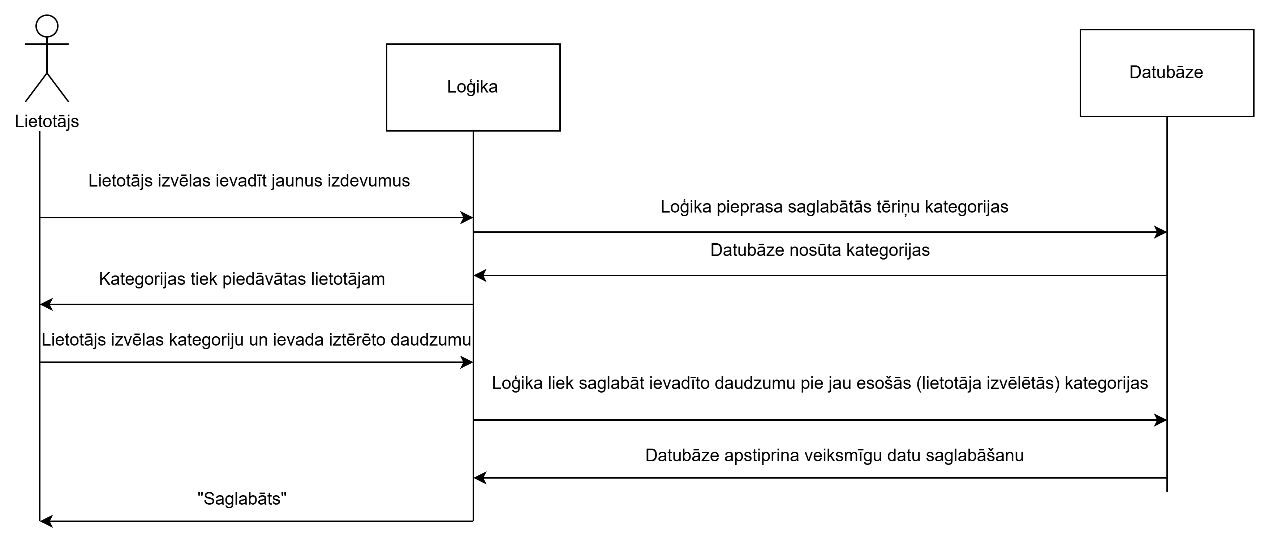 Lietotājs
Loģika
Datubāze
Lietotājs izvēlas ievadīt jaunus izdevumus
Loģika pieprasa saglabātās tēriņu kategorijas
Datubāze nosūta kategorijas
Kategorijas tiek piedāvātas lietotājam
Lietotājs izvēlas kategoriju un ievada iztērēto daudzumu
Loģika liek saglabāt ievadīto daudzumu pie jau esošās (lietotāja izvēlētās) kategorijas
Datubāze apstiprina veiksmīgu datu saglabāšanu
"Saglabāts"